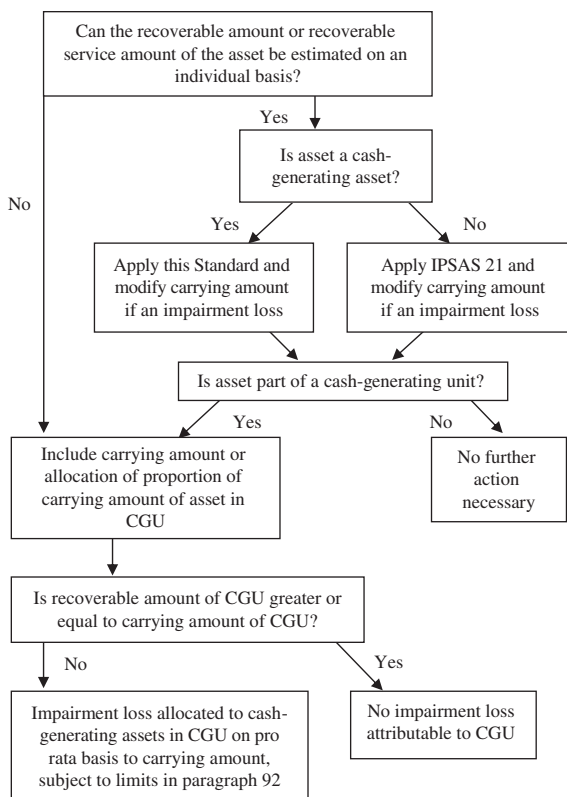 Can the recoverable amount or recoverable
service amount of the asset be estimated on an
individual basis?
Yes
Is asset a cash-
generating asset?
No
Yes
No
Apply this Standard and
modify carrying amount
if an impairment loss
Apply IPSAS 21 and
modify carrying amount
if an impairment loss
Is asset part of a cash-generating unit?
Yes
No
Include carrying amount or
allocation of proportion of
carrying amount of asset in
CGU
No further
action
necessary
Is recoverable amount of CGU greater or
equal to carrying amount of CGU?
No
Yes
Impairment loss allocated to cash-
generating assets in CGU on pro
rata basis to carrying amount,
subject to limits in paragraph 92
No impairment loss
attributable to CGU